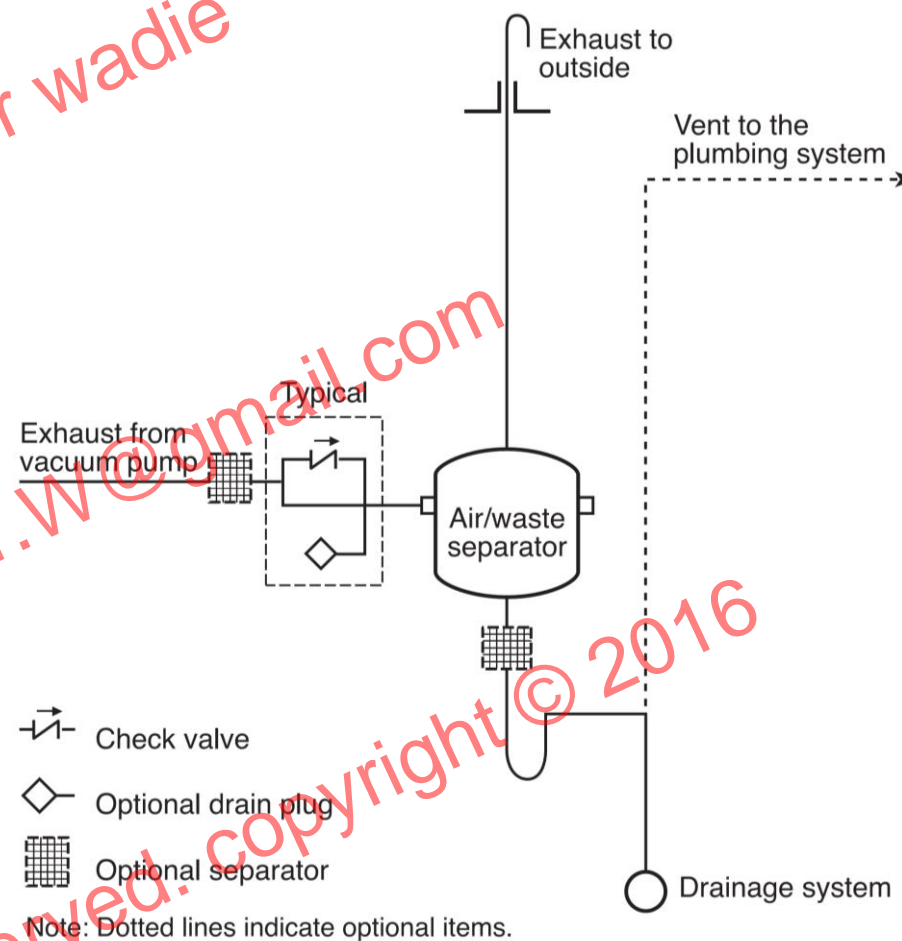 r wadie
Exhaust to
outside
Vent to the
plumbing system
Typical
Exhaust from
vacuum pump
.W@gmail.com
Air/waste
separator
Check valve
Optional drain plug
Optional separator
Drainage system
Note: Dotted lines indicate optional items.
erved. copyright © 2016